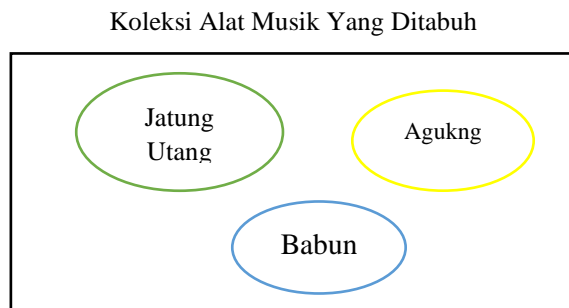 Koleksi Alat Musik Yang Ditabuh
Jatung
Utang
Agukng
Babun